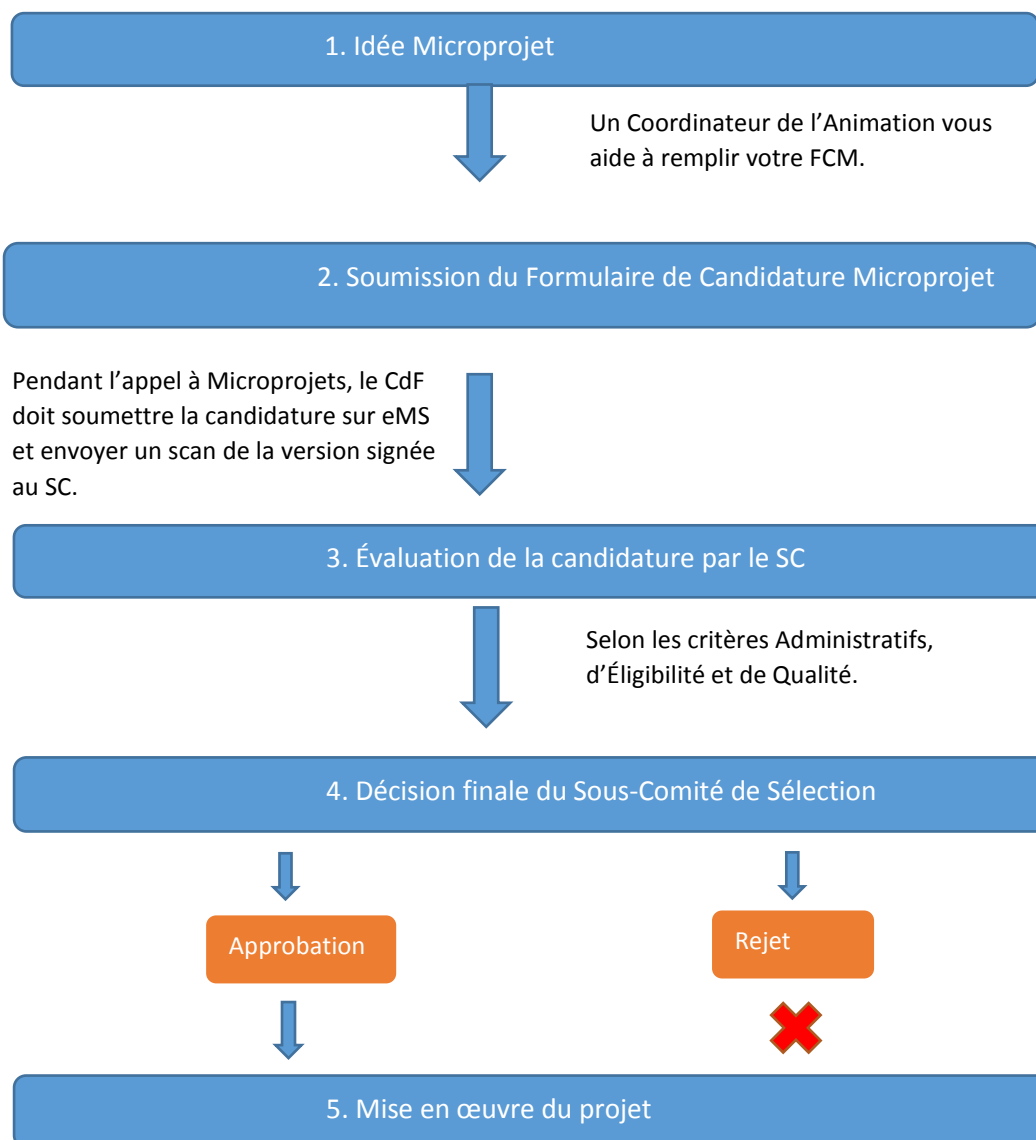 1. Idée Microprojet
Un Coordinateur de l’Animation vous
aide à remplir votre FCM.
2. Soumission du Formulaire de Candidature Microprojet
Pendant l’appel à Microprojets, le CdF
doit soumettre la candidature sur eMS
et envoyer un scan de la version signée
au SC.
3. Évaluation de la candidature par le SC
Selon les critères Administratifs,
d’Éligibilité et de Qualité.
4. Décision finale du Sous-Comité de Sélection
Approbation
Rejet
5. Mise en œuvre du projet